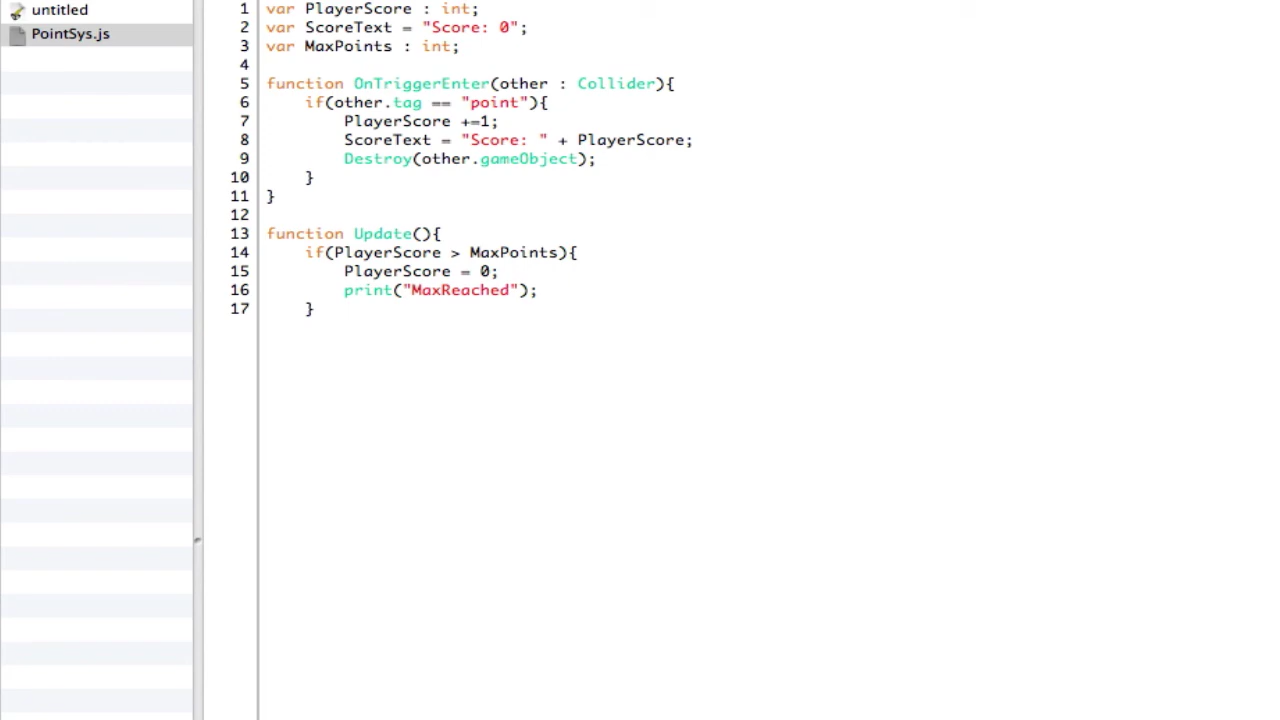 untitled
PointSys.js
1 var PlayerScore : int;
2 var ScoreText = "Score: 0";
3 var MaxPoints : int;
4
5 function OnTriggerEnter(other : Collider){
6     if(other.tag == "point"){
7         PlayerScore +=1;
8         ScoreText = "Score: " + PlayerScore;
9         Destroy(other.gameObject);
10     }
11 }
12
13 function Update(){
14     if(PlayerScore > MaxPoints){
15         PlayerScore = 0;
16         print("MaxReached");
17     }